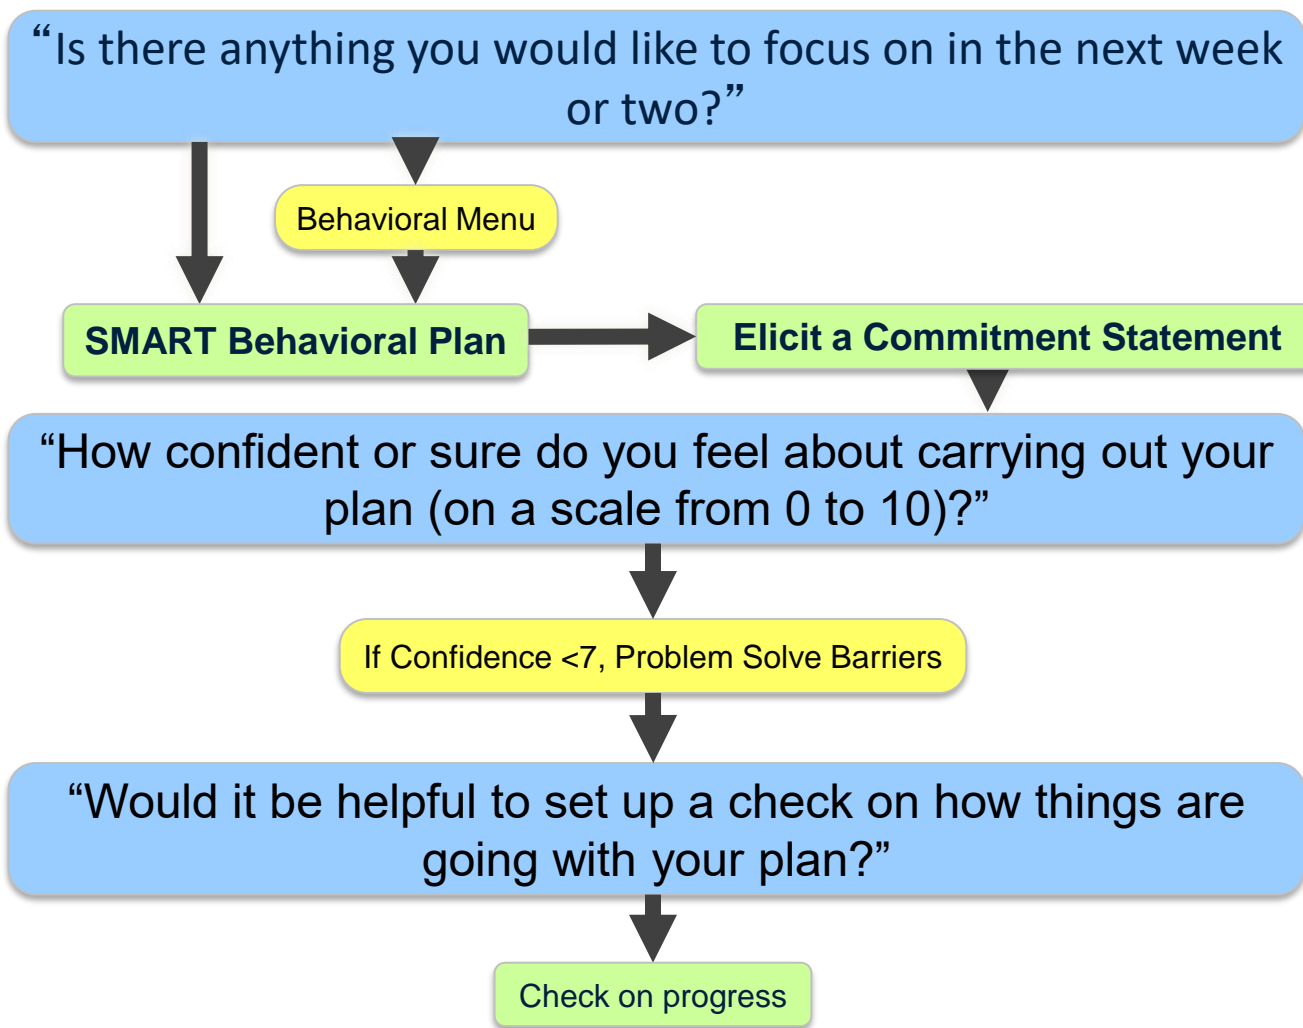 “Is there anything you would like to focus on in the next week
or two?”
Behavioral Menu
SMART Behavioral Plan
Elicit a Commitment Statement
“How confident or sure do you feel about carrying out your
plan (on a scale from 0 to 10)?”
If Confidence <7, Problem Solve Barriers
“Would it be helpful to set up a check on how things are
going with your plan?”
Check on progress